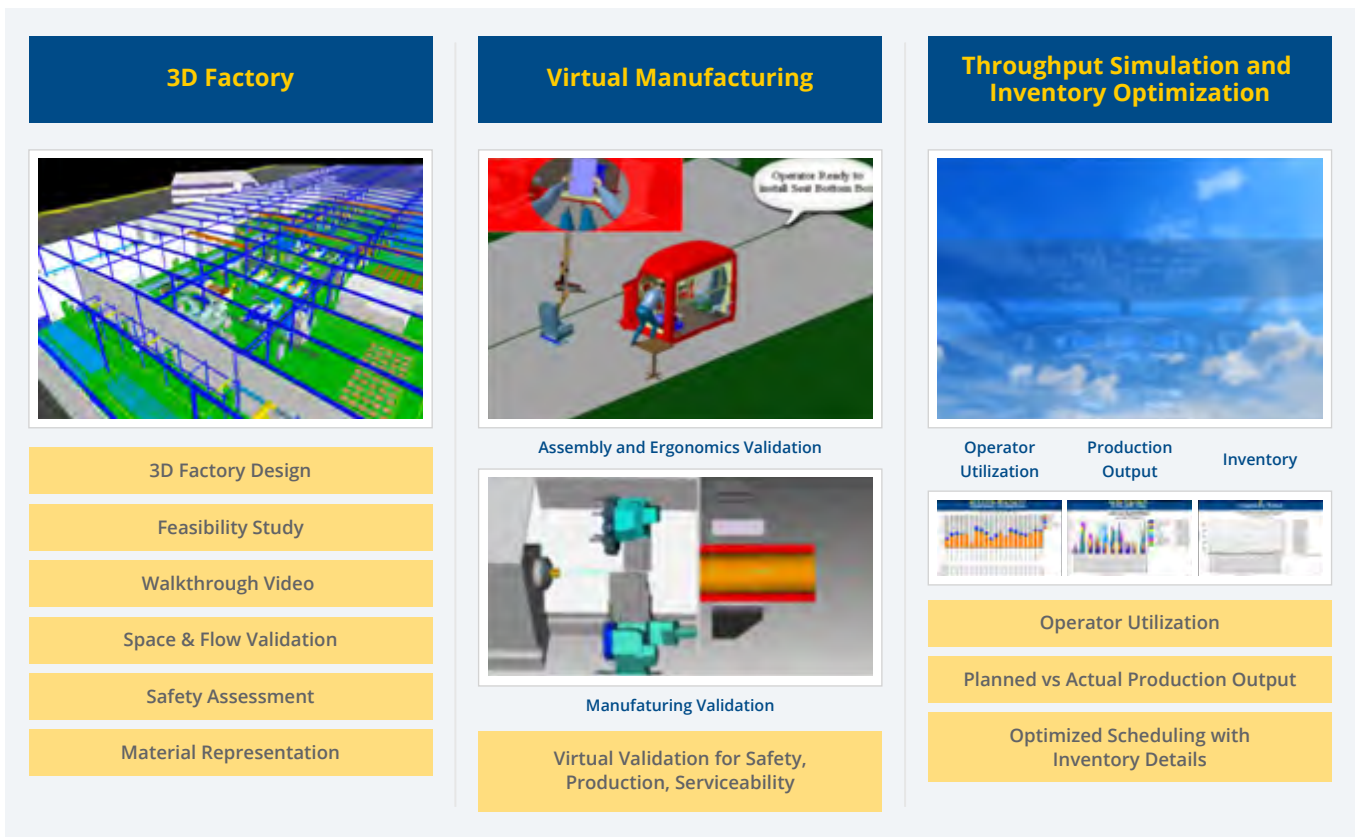 3D Factory
3D Factory Design
Feasibility Study
Walkthrough Video
Space & Flow Validation
Safety Assessment
Material Representation
Virtual Manufacturing
Operator Ready to
install Seat Bottom Box
Assembly and Ergonomics Validation
Manufaturing Validation
Virtual Validation for Safety,
Production, Serviceability
Throughput Simulation and
Inventory Optimization
Operator
Utilization
Production
Output
Inventory
Operator Utilization
Planned vs Actual Production Output
Optimized Scheduling with
Inventory Details